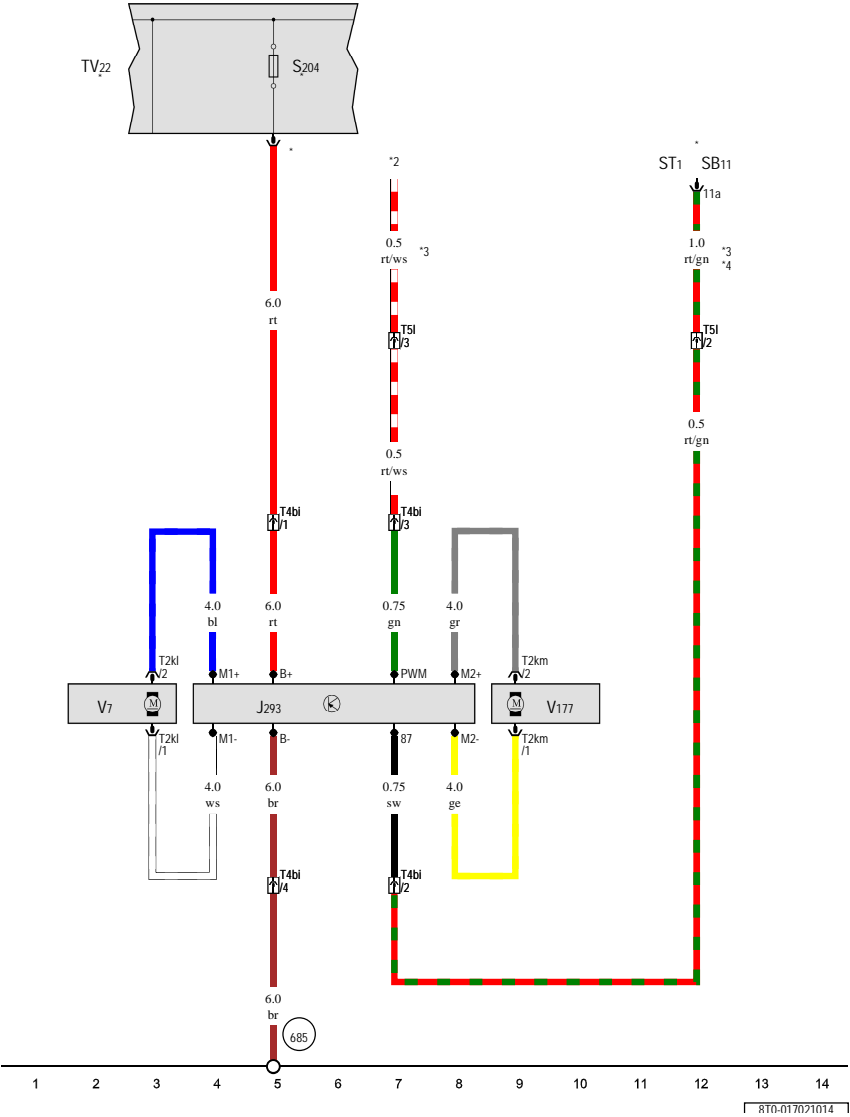 TV22
*
S204
*
*
*2
*
ST1 SB11
11a
0.5
rt/ws
*3
1.0
rt/gn
*3
*4
6.0
rt
T5l
/3
T5l
/2
0.5
rt/gn
0.5
rt/ws
T4bi
/1
T4bi
/3
4.0
bl
6.0
rt
0.75
gn
4.0
gr
T2kl
/2
M1+
B+
PWM
M2+
T2km
/2
V7
M
J293
M
V177
T2kl
/1
M1-
B-
87
M2-
T2km
/1
4.0
ws
6.0
br
0.75
sw
4.0
ge
T4bi
/4
T4bi
/2
6.0
br
685
1 2 3 4 5 6 7 8 9 10 11 12 13 14
8T0-017021014